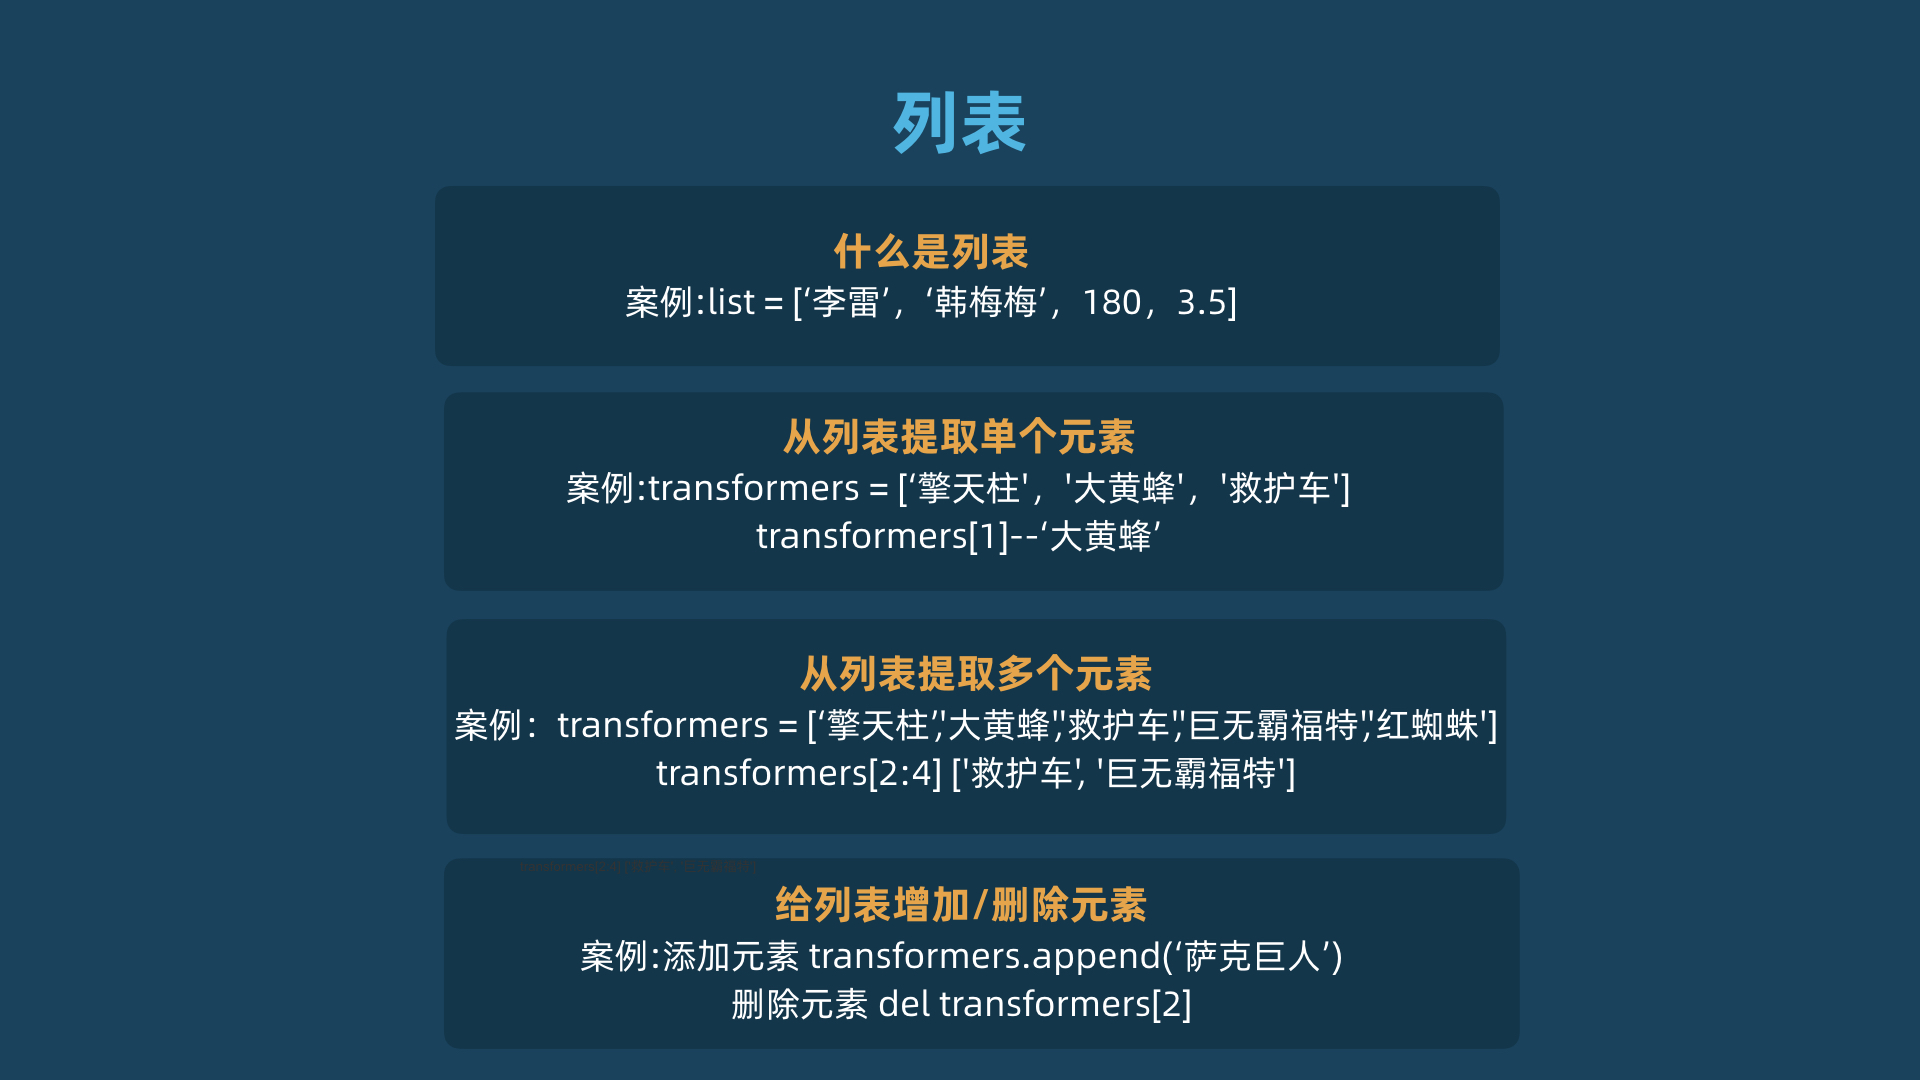 列表
什么是列表
案例:list = [‘李雷’，‘韩梅梅’，180，3.5]
从列表提取单个元素
案例:transformers = [‘擎天柱'，'大黄蜂'，'救护车']
transformers[1]--‘大黄蜂’
从列表提取多个元素
案例：transformers = [‘擎天柱’,'大黄蜂','救护车','巨无霸福特','红蜘蛛']
transformers[2:4] ['救护车', '巨无霸福特']
给列表增加/删除元素
案例:添加元素 transformers.append(‘萨克巨人’)
删除元素 del transformers[2]